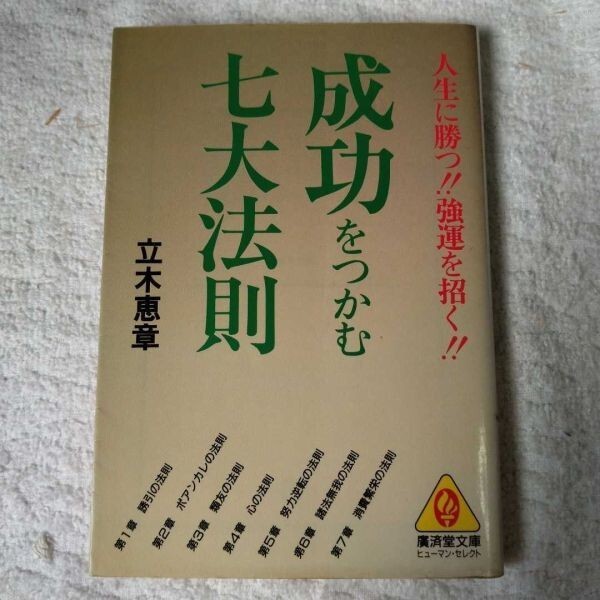 人生に勝つ!!強運を招く!!
成功をつかむ
七大法則
立木恵章
第1章 誘引の法則
第2章 ポアンカレの法則
第3章 親友の法則
第4章 心の法則
第5章 努力逆転の法則
第6章 諸法無我の法則
第7章 消費繁栄の法則
廣済堂文庫
ヒューマン・セレクト